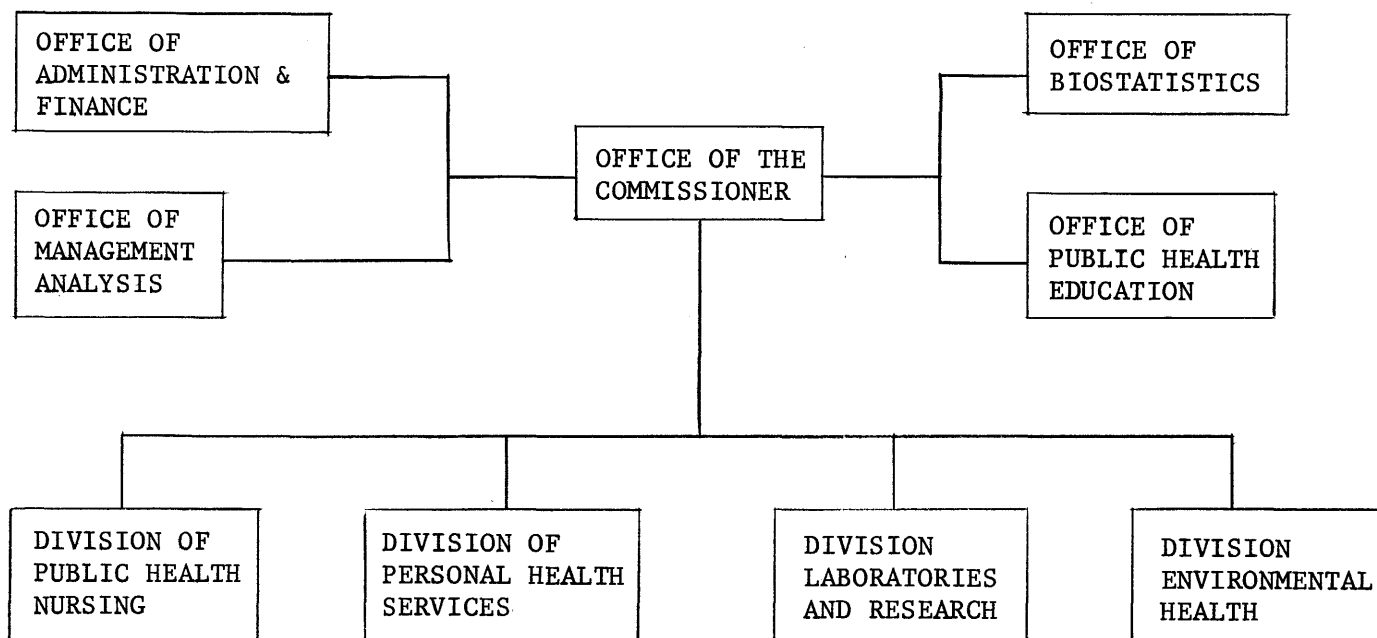 OFFICE OF
ADMINISTRATION &
FINANCE
OFFICE OF
BIOSTATISTICS
OFFICE OF THE
COMMISSIONER
OFFICE OF
MANAGEMENT
ANALYSIS
OFFICE OF
PUBLIC HEALTH
EDUCATION
DIVISION OF
PUBLIC HEALTH
NURSING
DIVISION OF
PERSONAL HEALTH
SERVICES
DIVISION
LABORATORIES
AND RESEARCH
DIVISION
ENVIRONMENTAL
HEALTH